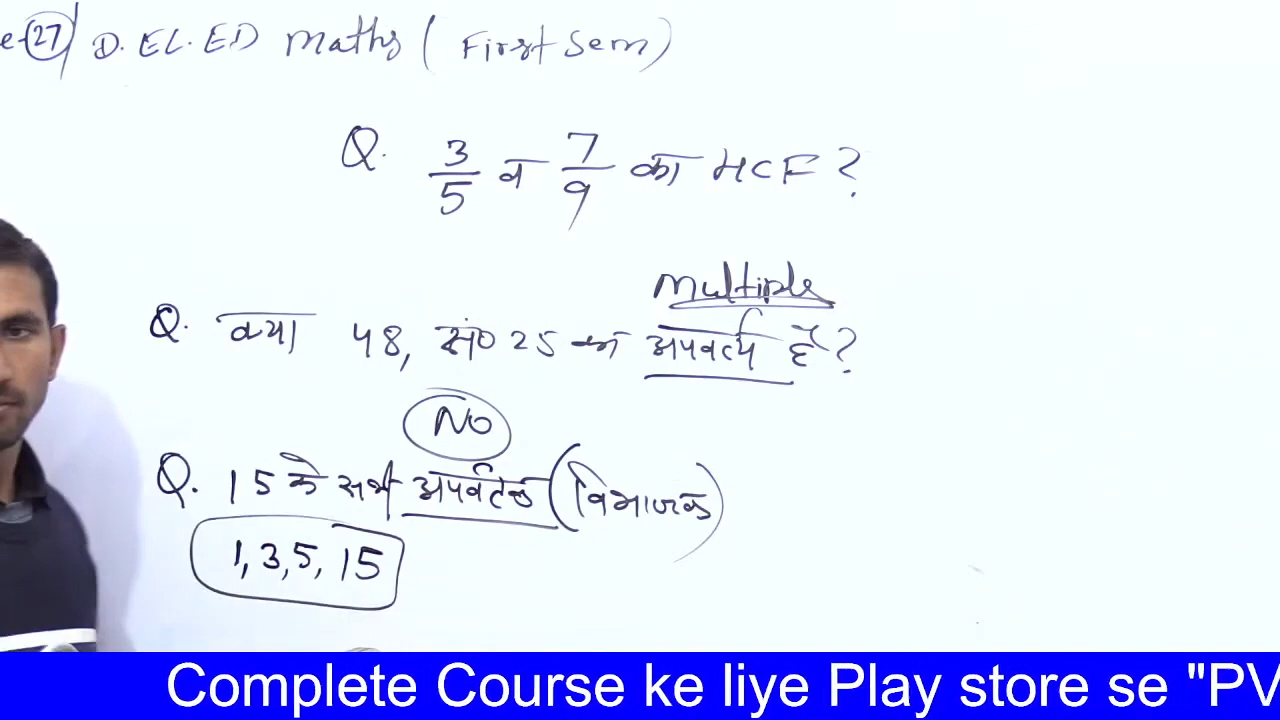 e-27 D.EL.ED Maths (First Sem)
Q. 3/5 व 7/9 का HCF ?
Multiple
Q. क्या 48, सं० 25 का अपवर्त्य है ?
NO
Q. 15 के सभी अपवर्तक (विभाजक)
1, 3, 5, 15
Complete Course ke liye Play store se "PV